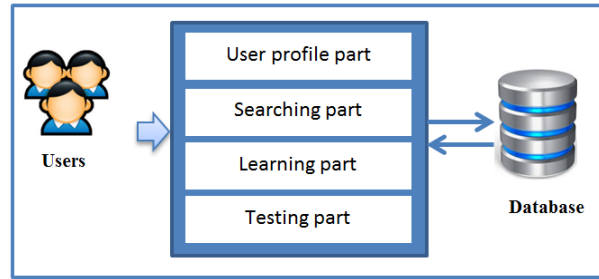 User profile part
Searching part
Users
Learning part
Testing part
Database